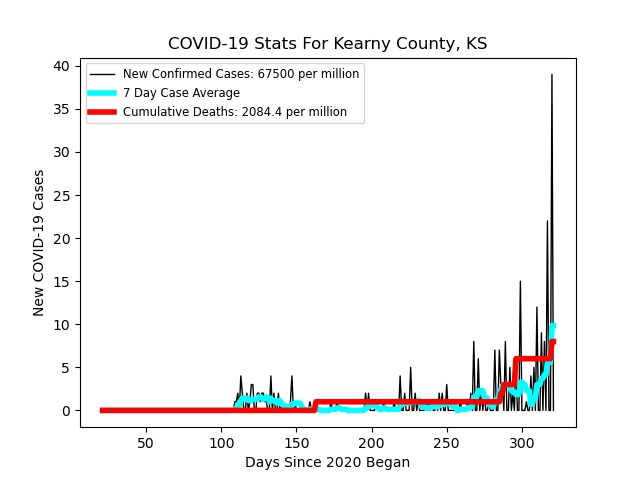 COVID-19 Stats For Kearny County, KS
New Confirmed Cases: 67500 per million
7 Day Case Average
Cumulative Deaths: 2084.4 per million
New COVID-19 Cases
40
35
30
25
20
15
10
5
0
50 100 150 200 250 300
Days Since 2020 Began